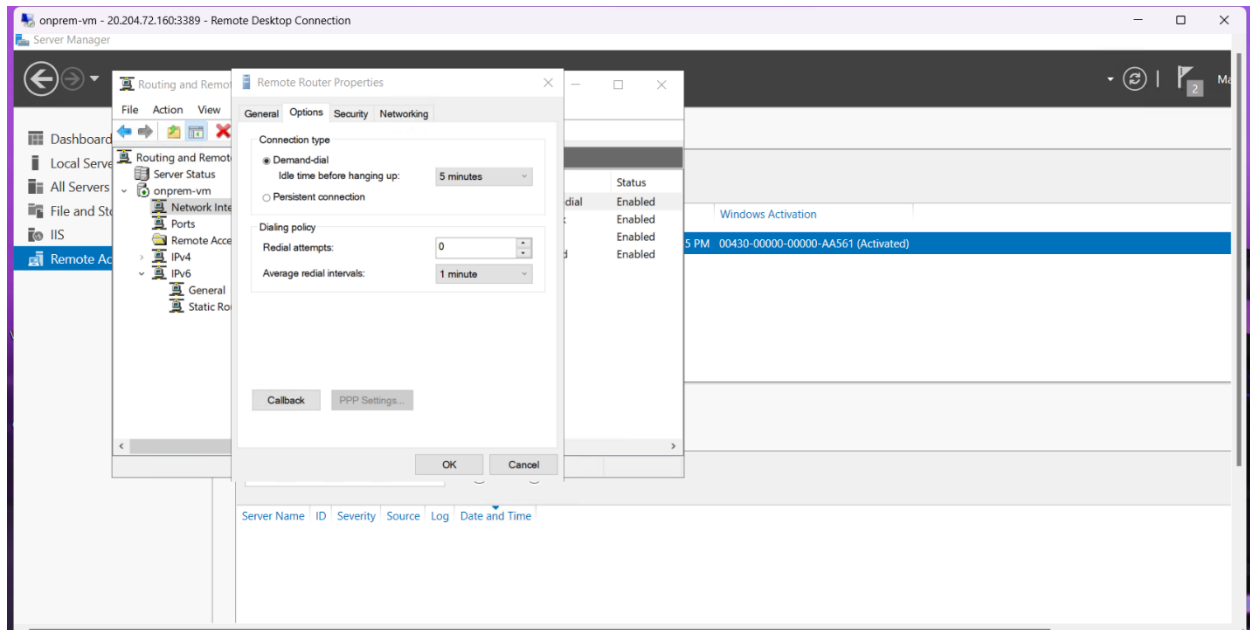 onprem-vm - 20.204.72.160:3389 - Remote Desktop Connection
Server Manager
2
Dashboard
Local Serve
All Servers
File and Sto
IIS
Remote Ac
Routing and Remot
File Action View
Routing and Remot
Server Status
onprem-vm
Network Inte
Ports
Remote Acce
IPv4
IPv6
General
Static Ro
Remote Router Properties
General Options Security Networking
Connection type
Demand-dial
Idle time before hanging up: 5 minutes
Persistent connection
Dialing policy
Redial attempts: 0
Average redial intervals: 1 minute
Callback PPP Settings...
OK Cancel
Status
dial Enabled
Enabled
Enabled
d Enabled
Windows Activation
5 PM 00430-00000-00000-AA561 (Activated)
Server Name ID Severity Source Log Date and Time